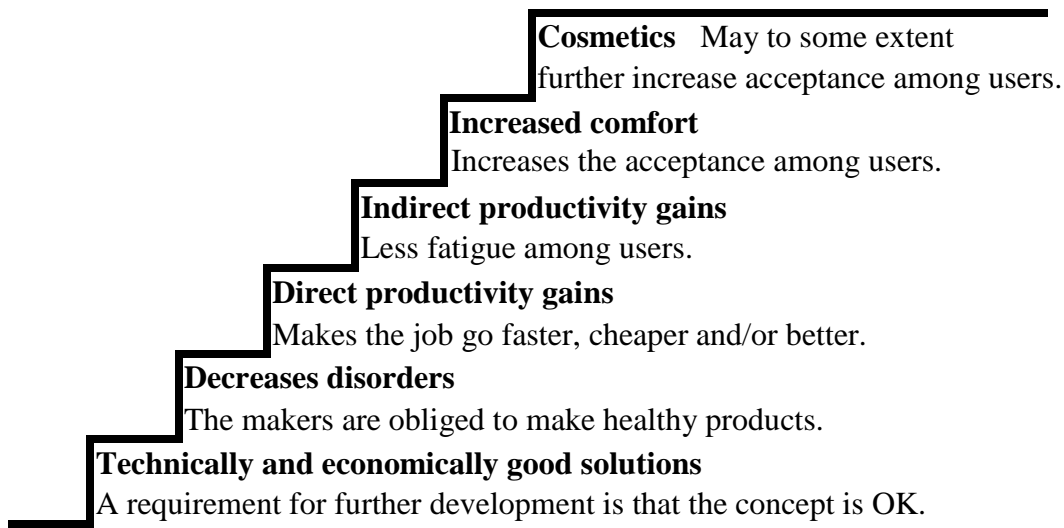 Cosmetics May to some extent
further increase acceptance among users.
Increased comfort
Increases the acceptance among users.
Indirect productivity gains
Less fatigue among users.
Direct productivity gains
Makes the job go faster, cheaper and/or better.
Decreases disorders
The makers are obliged to make healthy products.
Technically and economically good solutions
A requirement for further development is that the concept is OK.